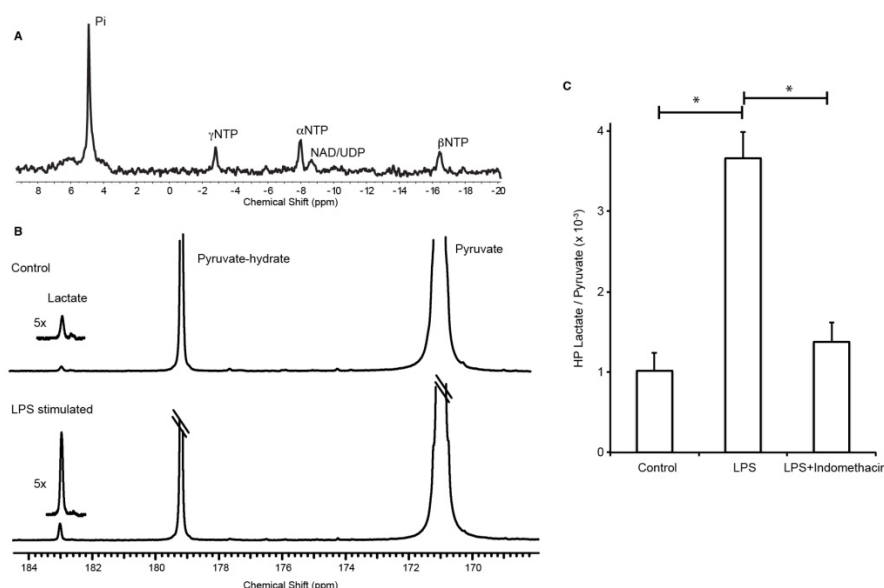 A
Pi
γNTP
αNTP
NAD/UDP
βNTP
8 6 4 2 0 -2 -4 -6 -8 -10 -12 -14 -16 -18 -20
Chemical Shift (ppm)
B
Control
Lactate
5x
Pyruvate-hydrate
Pyruvate
LPS stimulated
5x
184 182 180 178 176 174 172 170
Chemical Shift (ppm)
C
* *
HP Lactate / Pyruvate (x 10⁻³)
4
3
2
1
0
Control LPS LPS+Indomethacin